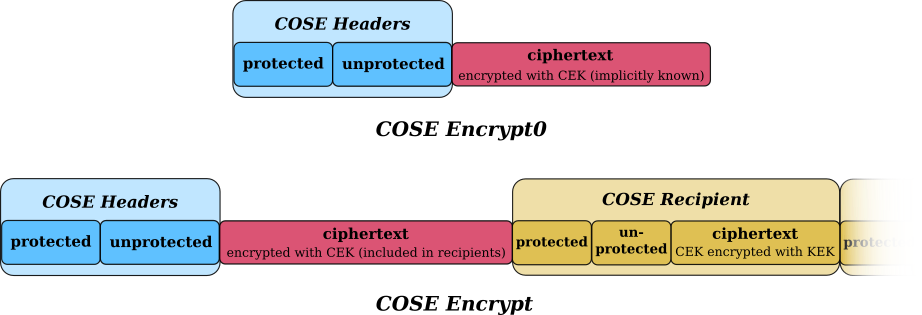 COSE Headers
protected unprotected ciphertext
encrypted with CEK (implicitly known)
COSE Encrypt0
COSE Headers COSE Recipient
protected unprotected ciphertext protected un-
protected ciphertext
encrypted with CEK (included in recipients) CEK encrypted with KEK
COSE Encrypt